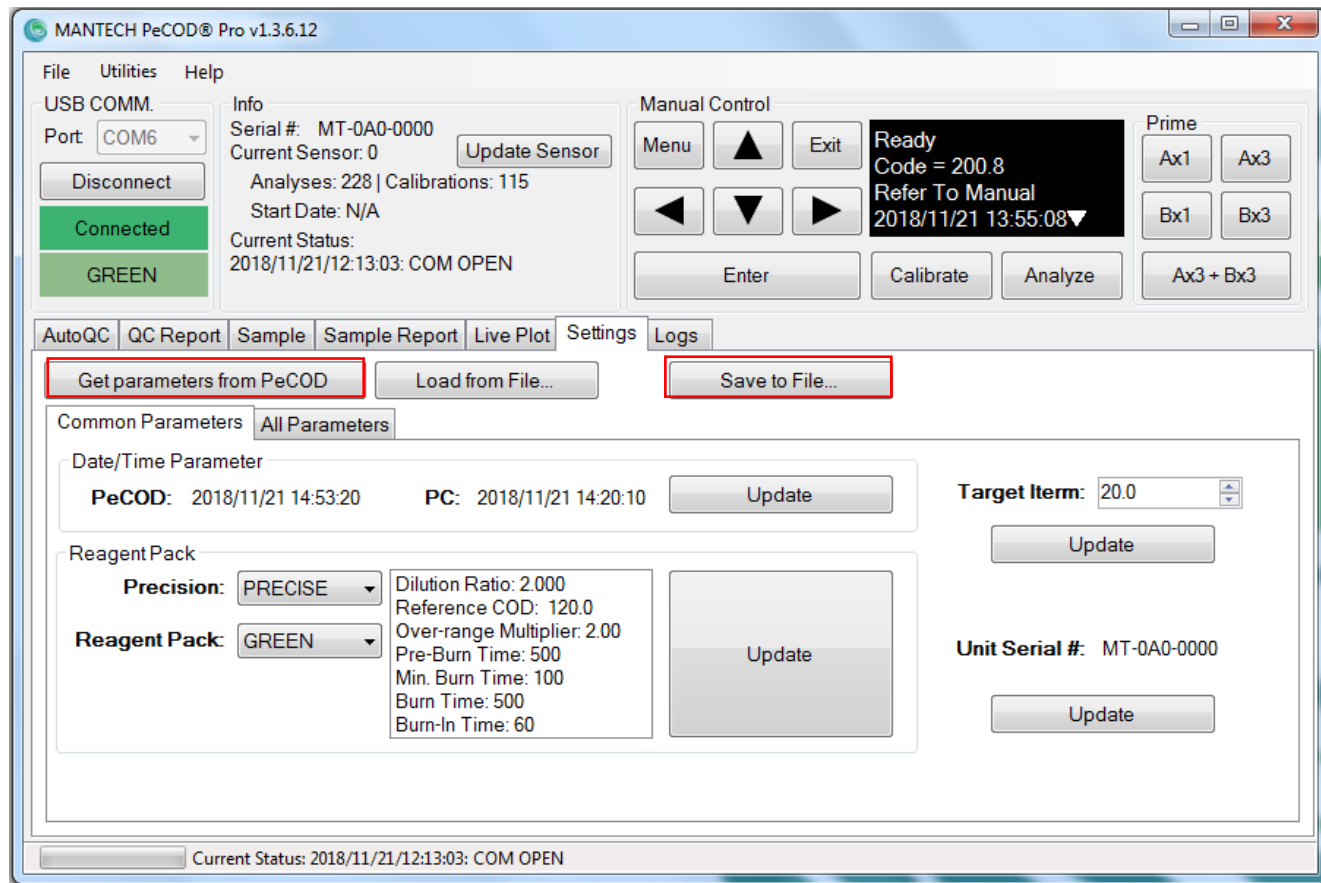 MANTECH PeCOD® Pro v1.3.6.12
File Utilities Help
USB COMM.
Port: COM6
Disconnect
Connected
GREEN
Info
Serial #: MT-0A0-0000
Current Sensor: 0
Update Sensor
Analyses: 228 | Calibrations: 115
Start Date: N/A
Current Status:
2018/11/21/12:13:03: COM OPEN
Manual Control
Menu
Exit
Enter
Ready
Code = 200.8
Refer To Manual
2018/11/21 13:55:08
Calibrate
Analyze
Prime
Ax1 Ax3
Bx1 Bx3
Ax3 + Bx3
AutoQC QC Report Sample Sample Report Live Plot Settings Logs
Get parameters from PeCOD Load from File... Save to File...
Common Parameters All Parameters
Date/Time Parameter
PeCOD: 2018/11/21 14:53:20 PC: 2018/11/21 14:20:10 Update
Reagent Pack
Precision: PRECISE
Reagent Pack: GREEN
Dilution Ratio: 2.000
Reference COD: 120.0
Over-range Multiplier: 2.00
Pre-Burn Time: 500
Min. Burn Time: 100
Burn Time: 500
Burn-In Time: 60
Update
Target Iterm: 20.0
Update
Unit Serial #: MT-0A0-0000
Update
Current Status: 2018/11/21/12:13:03: COM OPEN